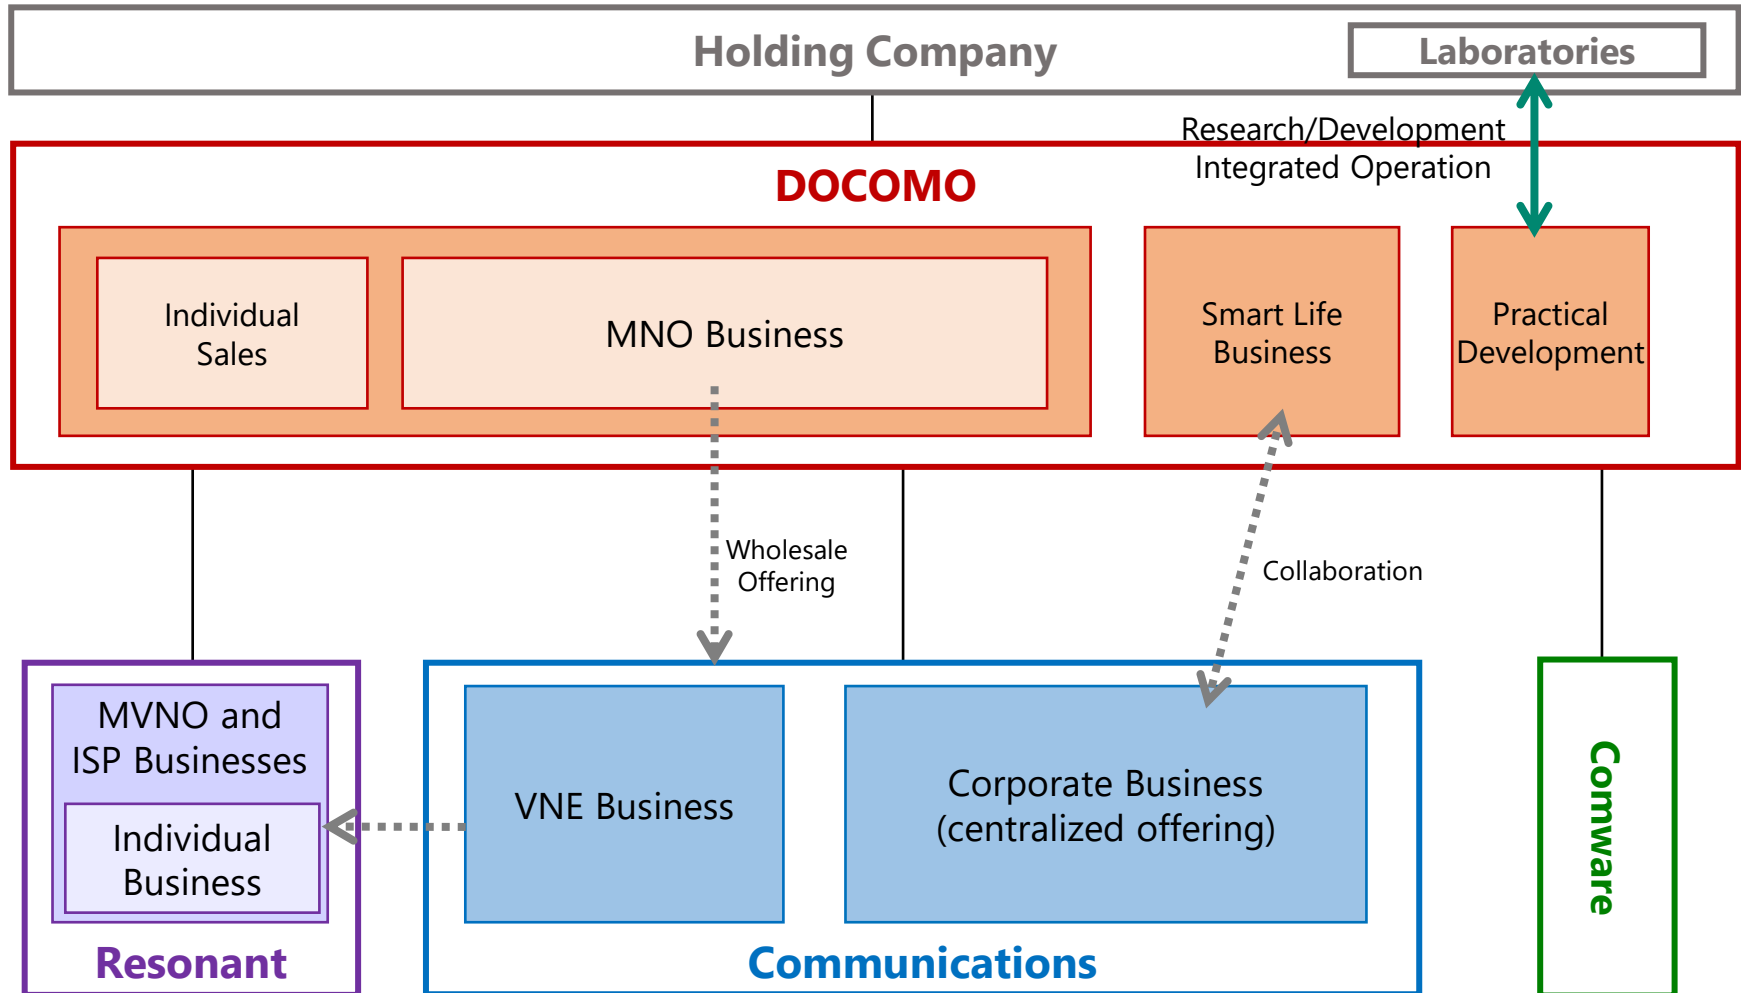 Holding Company
Laboratories
Research/Development
Integrated Operation
DOCOMO
Individual
Sales
MNO Business
Smart Life
Business
Practical
Development
Wholesale
Offering
Collaboration
MVNO and
ISP Businesses
Individual
Business
Resonant
VNE Business
Corporate Business
(centralized offering)
Communications
Comware